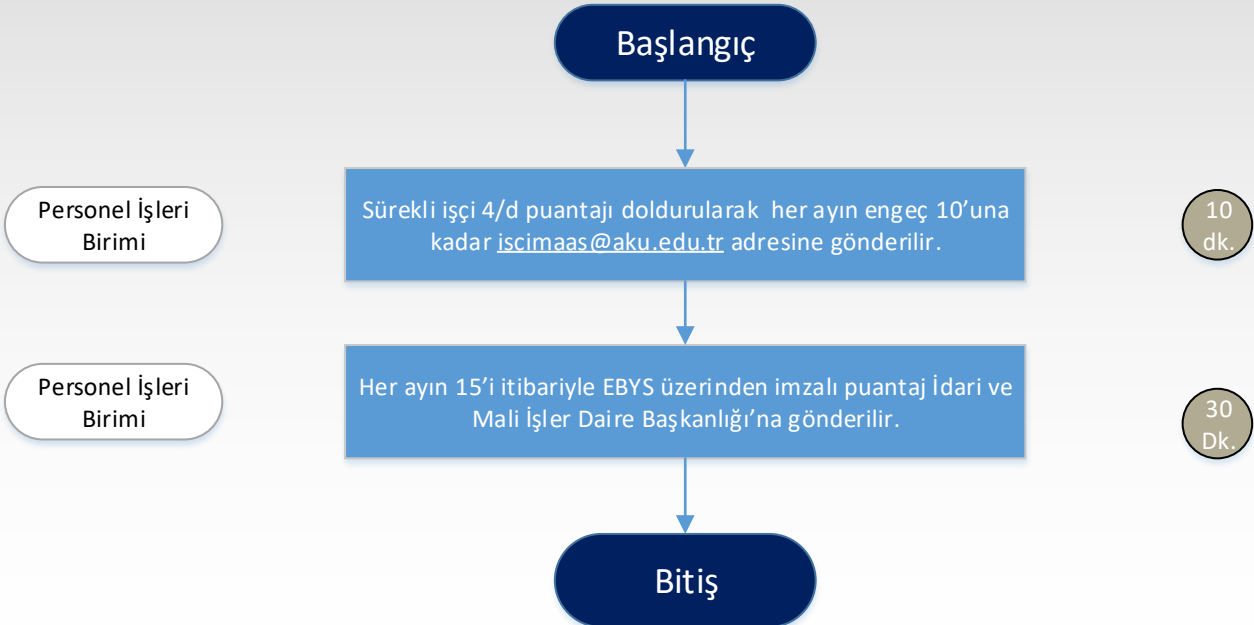 Başlangıç
Personel İşleri
Birimi
Sürekli işçi 4/d puantajı doldurularak  her ayın engeç 10’una
kadar iscimaas@aku.edu.tr adresine gönderilir.
10
dk.
Personel İşleri
Birimi
Her ayın 15’i itibariyle EBYS üzerinden imzalı puantaj İdari ve
Mali İşler Daire Başkanlığı’na gönderilir.
30
Dk.
Bitiş